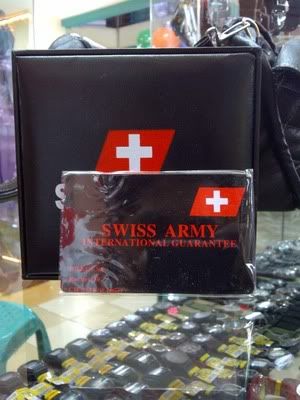 S
SWISS ARMY
INTERNATIONAL GUARANTEE